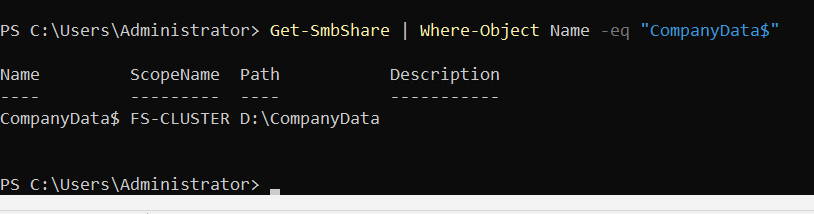 PS C:\Users\Administrator> Get-SmbShare | Where-Object Name -eq "CompanyData$"
Name ScopeName Path Description
---- --------- ---- -----------
CompanyData$ FS-CLUSTER D:\CompanyData
PS C:\Users\Administrator>